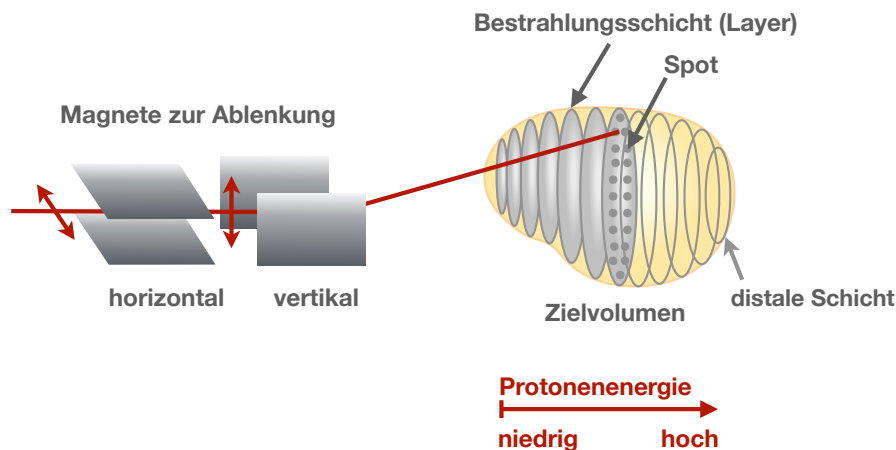 Bestrahlungsschicht (Layer)
Spot
Magnete zur Ablenkung
horizontal
vertikal
Zielvolumen
distale Schicht
Protonenenergie
niedrig
hoch